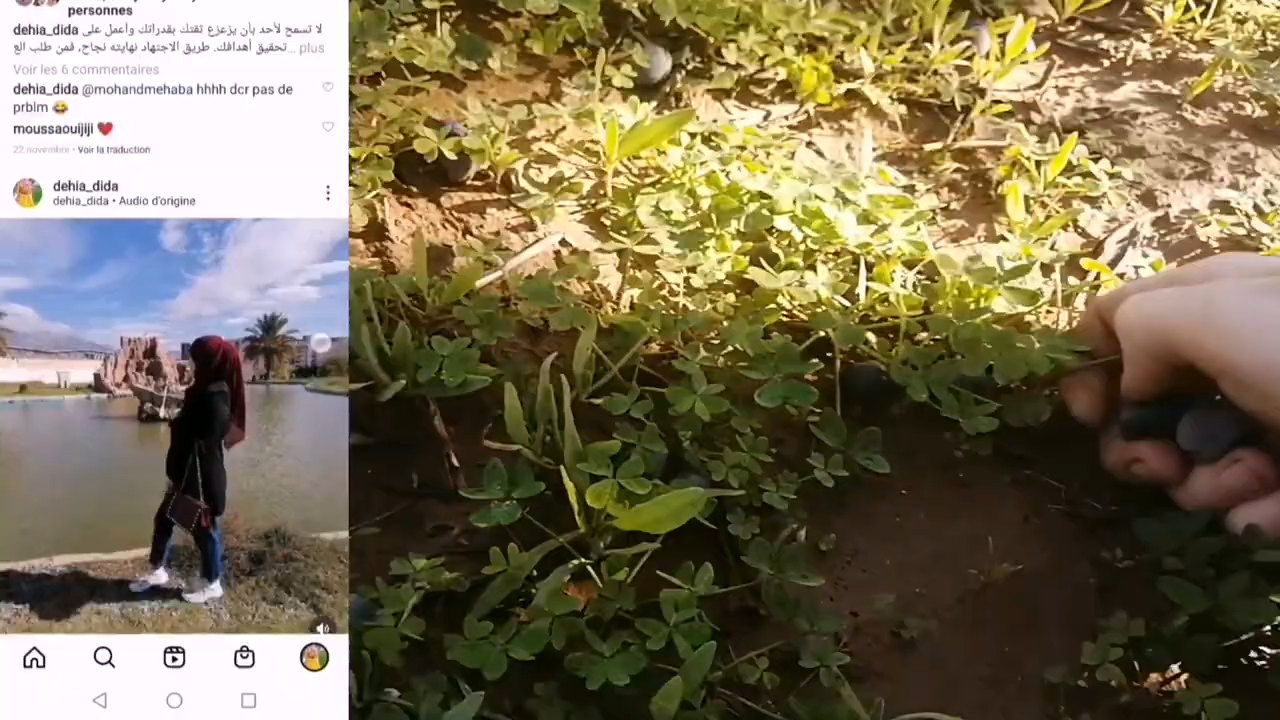 personnes
dehia_dida لا تسمح لأحد بأن يزعزع ثقتك بقدراتك وأعمل على
تحقيق أهدافك. طريق الاجتهاد نهايته نجاح، فمن طلب الع... plus
Voir les 6 commentaires
dehia_dida @mohandmehaba hhhh dcr pas de
prblm 😂
moussaouijiji ❤️
22 novembre • Voir la traduction
dehia_dida
dehia_dida • Audio d'origine